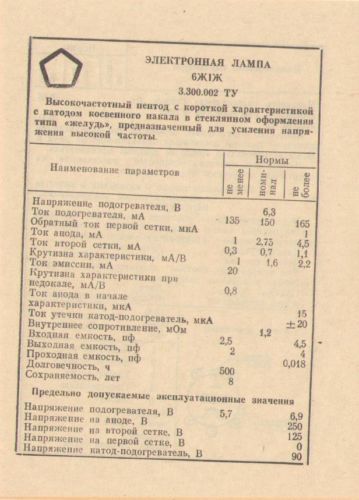 ЭЛЕКТРОННАЯ ЛАМПА
6Ж1Ж
3.300.002 ТУ
Высокочастотный пентод с короткой характеристикой
с катодом косвенного накала в стеклянном оформлении
типа «желудь», предназначенный для усиления напря-
жения высокой частоты.
Наименование параметров
Нормы
не менее
номи-нал
не более
Напряжение подогревателя, В 6,3
Ток подогревателя, мА 135 150 165
Обратный ток первой сетки, мкА 1
Ток анода, мА 1 2,75 4,5
Ток второй сетки, мА 0,3 0,7 1,1
Крутизна характеристики, мА/В 1 1,6 2,2
Ток эмиссии, мА 20
Крутизна характеристики при
недокале, мА/В 0,8
Ток анода в начале
характеристики, мкА 15
Ток утечки катод-подогреватель, мкА ±20
Внутреннее сопротивление, мОм 1,2
Входная емкость, пф 2,5 4,5
Выходная емкость, пф 2 4
Проходная емкость, пф 0,018
Долговечность, ч 500
Сохраняемость, лет 8
Предельно допускаемые эксплуатационные значения
Напряжение подогревателя, В 5,7 6,9
Напряжение на аноде, В 250
Напряжение на второй сетке, В 125
Напряжение на первой сетке, В 0
Напряжение катод-подогреватель, В 90